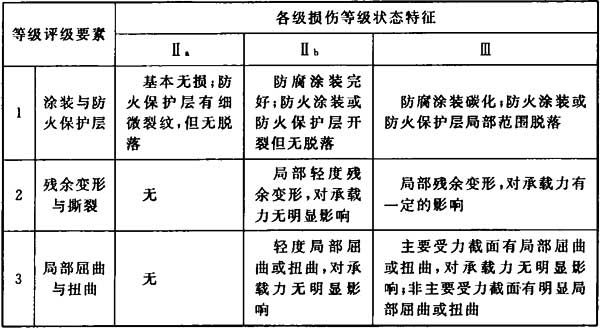 等级评级要素
各级损伤等级状态特征
Ⅱa
Ⅱb
Ⅲ
1
涂装与防
火保护层
基本无损;防
火保护层有细
微裂纹,但无脱
落
防腐涂装完
好;防火涂装或
防火保护层开
裂但无脱落
防腐涂装碳化;防火涂装或
防火保护层局部范围脱落
2
残余变形
与撕裂
无
局部轻度残
余变形,对承载
力无明显影响
局部残余变形,对承载力有
一定的影响
3
局部屈曲
与扭曲
无
轻度局部屈
曲或扭曲,对承
载力无明显影
响
主要受力截面有局部屈曲
或扭曲,对承载力无明显影
响;非主要受力截面有明显局
部屈曲或扭曲